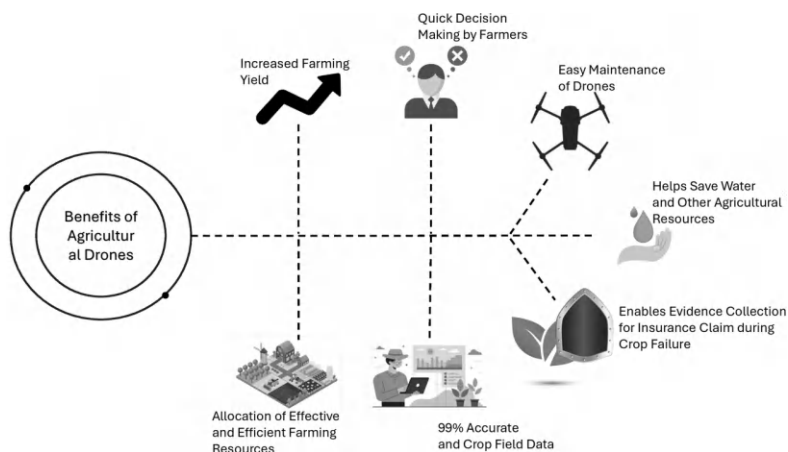 Quick Decision
Making by Farmers
Increased Farming
Yield
Easy Maintenance
of Drones
Benefits of
Agricultur
al Drones
Helps Save Water
and Other Agricultural
Resources
Enables Evidence Collection
for Insurance Claim during
Crop Failure
Allocation of Effective
and Efficient Farming
Resources
99% Accurate
and Crop Field Data